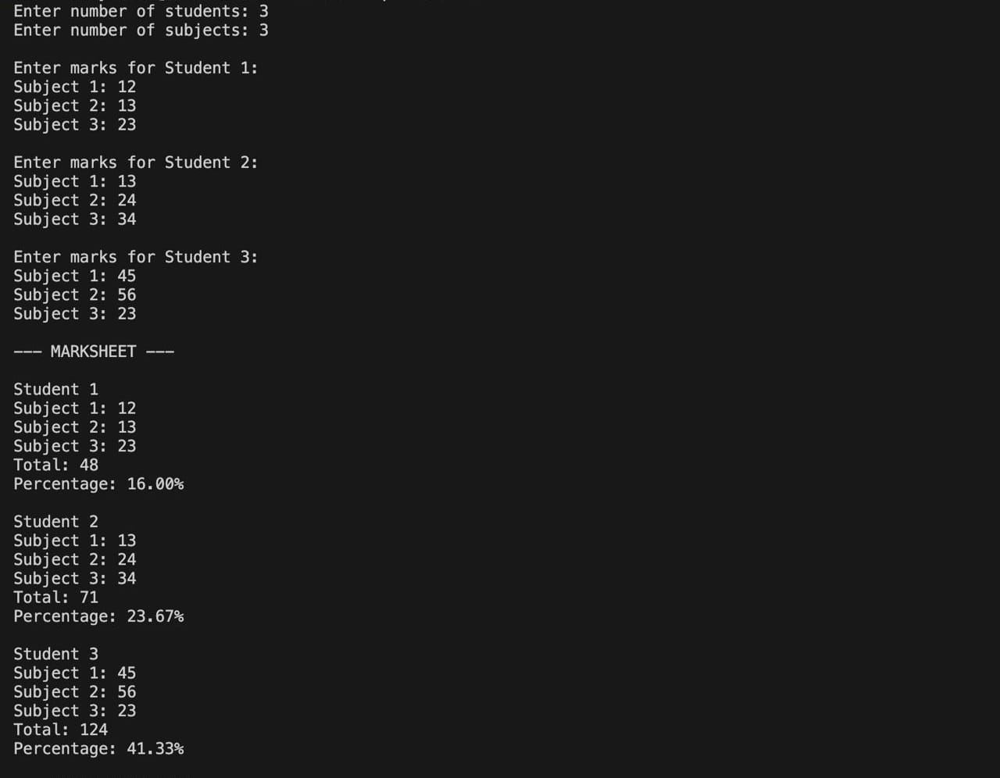 Enter number of students: 3
Enter number of subjects: 3
Enter marks for Student 1:
Subject 1: 12
Subject 2: 13
Subject 3: 23
Enter marks for Student 2:
Subject 1: 13
Subject 2: 24
Subject 3: 34
Enter marks for Student 3:
Subject 1: 45
Subject 2: 56
Subject 3: 23
--- MARKSHEET ---
Student 1
Subject 1: 12
Subject 2: 13
Subject 3: 23
Total: 48
Percentage: 16.00%
Student 2
Subject 1: 13
Subject 2: 24
Subject 3: 34
Total: 71
Percentage: 23.67%
Student 3
Subject 1: 45
Subject 2: 56
Subject 3: 23
Total: 124
Percentage: 41.33%